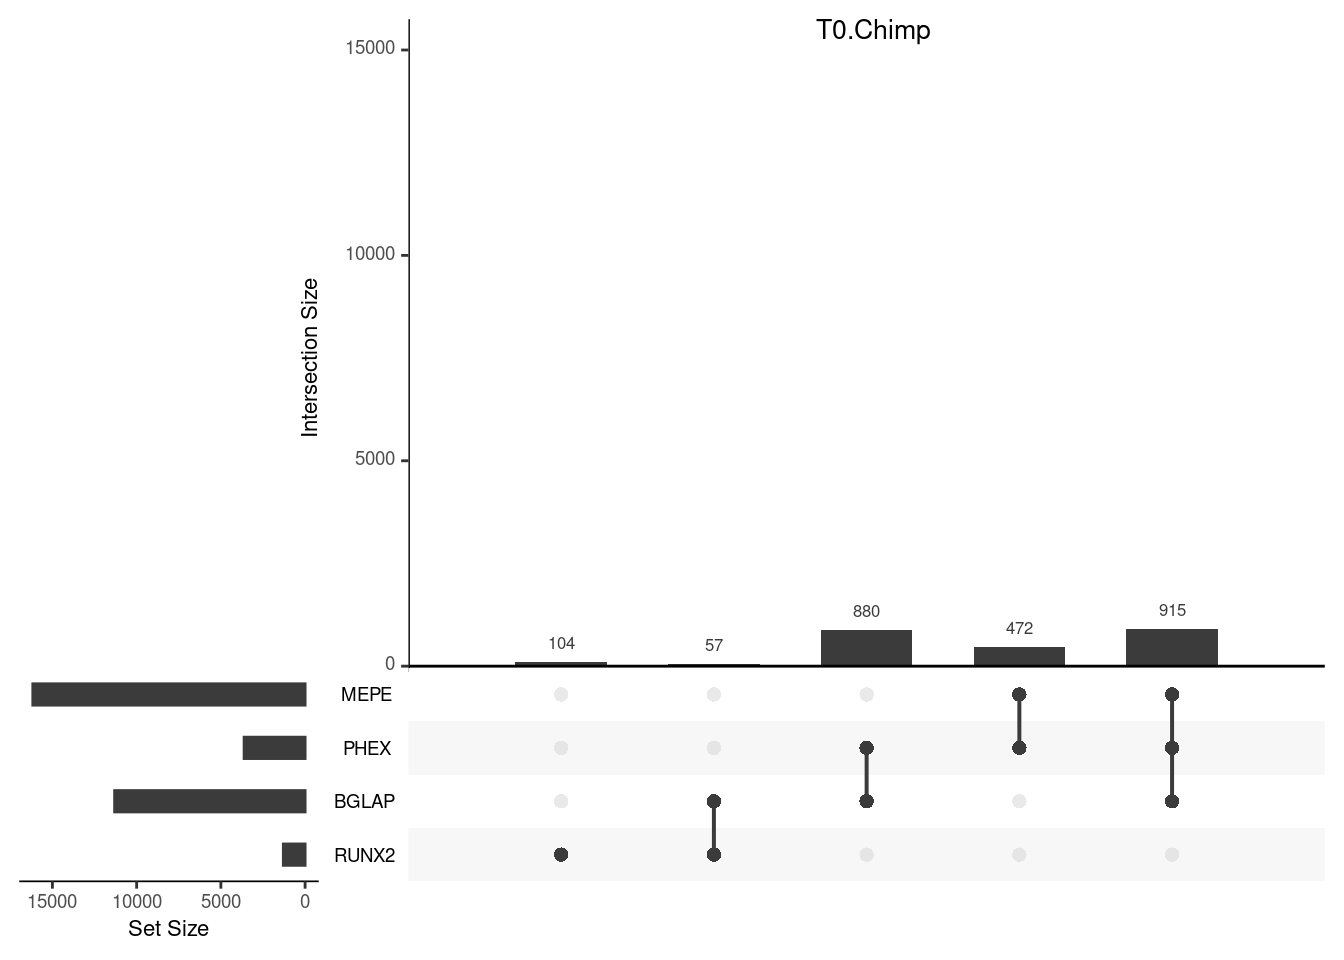 T0.Chimp
15000
10000
5000
0
Intersection Size
104
57
880
472
915
MEPE
PHEX
BGLAP
RUNX2
15000 10000 5000 0
Set Size